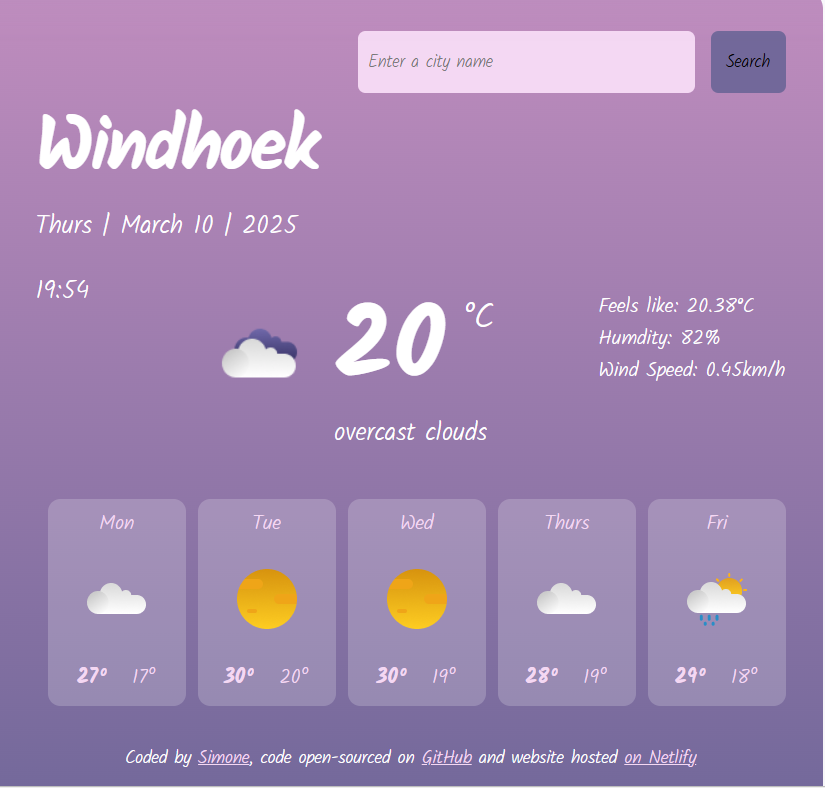 Enter a city name
Search
Windhoek
Thurs | March 10 | 2025
19:54
20 °C
Feels like: 20.38°C
Humdity: 82%
Wind Speed: 0.45km/h
overcast clouds
Mon
Tue
Wed
Thurs
Fri
27° 17°
30° 20°
30° 19°
28° 19°
29° 18°
Coded by Simone, code open-sourced on GitHub and website hosted on Netlify